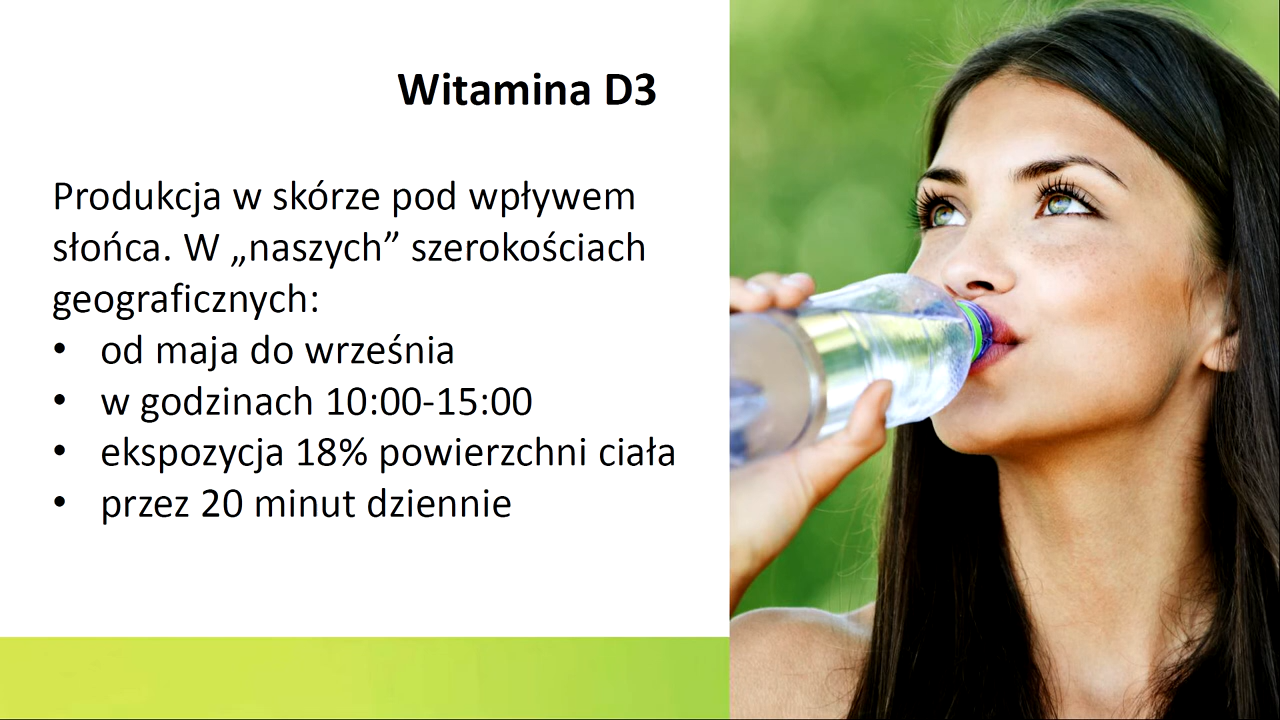 Witamina D3
Produkcja w skórze pod wpływem
słońca. W „naszych” szerokościach
geograficznych:
• od maja do września
• w godzinach 10:00-15:00
• ekspozycja 18% powierzchni ciała
• przez 20 minut dziennie